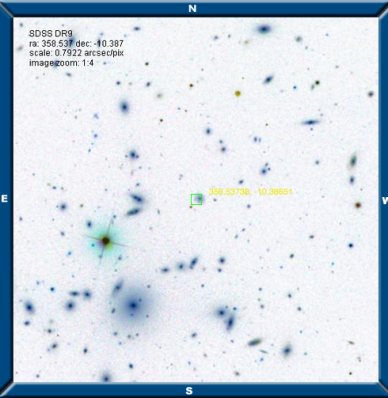 N
SDSS DR9
ra: 358.537 dec: -10.387
scale: 0.7922 arcsec/pix
image zoom: 1:4
358.53738, -10.38651
E
W
S